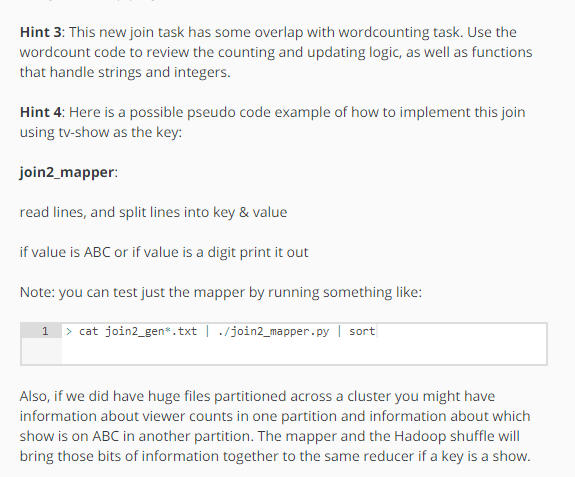 Hint 3: This new join task has some overlap with wordcounting task. Use the
wordcount code to review the counting and updating logic, as well as functions
that handle strings and integers.
Hint 4: Here is a possible pseudo code example of how to implement this join
using tv-show as the key:
join2_mapper:
read lines, and split lines into key & value
if value is ABC or if value is a digit print it out
Note: you can test just the mapper by running something like:
1 > cat join2_gen*.txt | ./join2_mapper.py | sort
Also, if we did have huge files partitioned across a cluster you might have
information about viewer counts in one partition and information about which
show is on ABC in another partition. The mapper and the Hadoop shuffle will
bring those bits of information together to the same reducer if a key is a show.